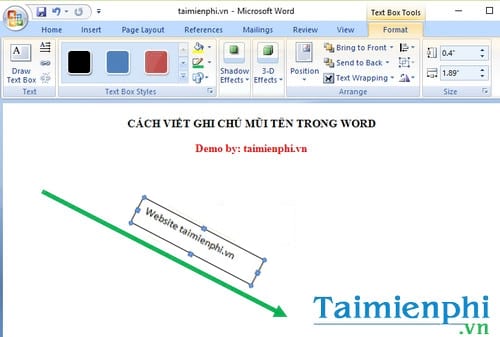 taimienphi.vn - Microsoft Word
Text Box Tools
Home
Insert
Page Layout
References
Mailings
Review
View
Format
Draw
Text Box
Text
Text Box Styles
Shadow
Effects
3-D
Effects
Position
Bring to Front
Send to Back
Text Wrapping
Arrange
0.4"
1.89"
Size
CÁCH VIẾT GHI CHÚ MŨI TÊN TRONG WORD
Demo by: taimienphi.vn
Website taimienphi.vn
Taimienphi
.vn